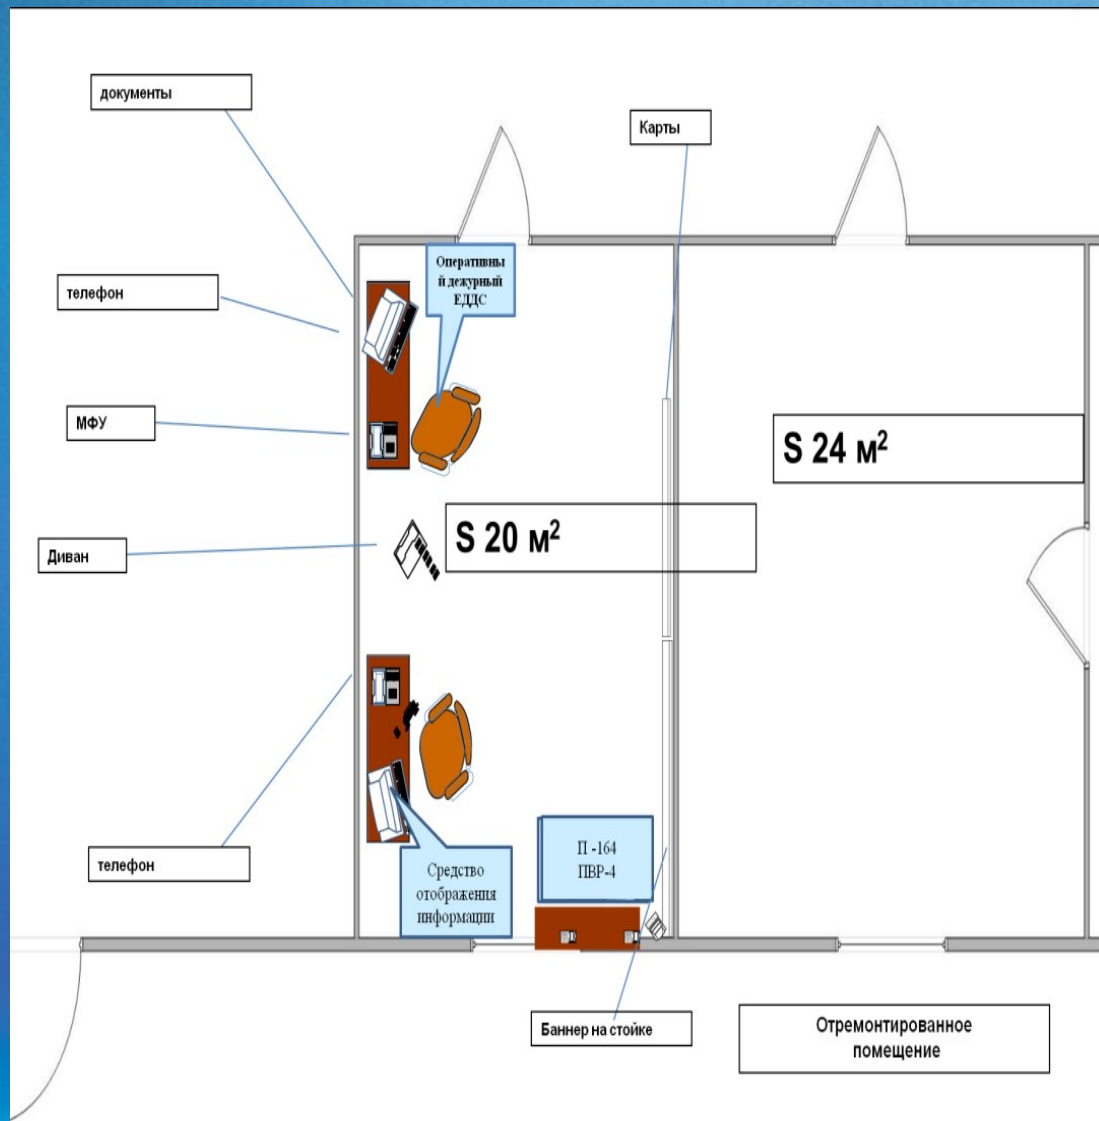 документы
Карты
Оперативны
й дежурный
ЕДДС
телефон
МФУ
S 24 м²
S 20 м²
Диван
телефон
Средство
отображения
информации
П -164
ПВР-4
Баннер на стойке
Отремонтированное
помещение